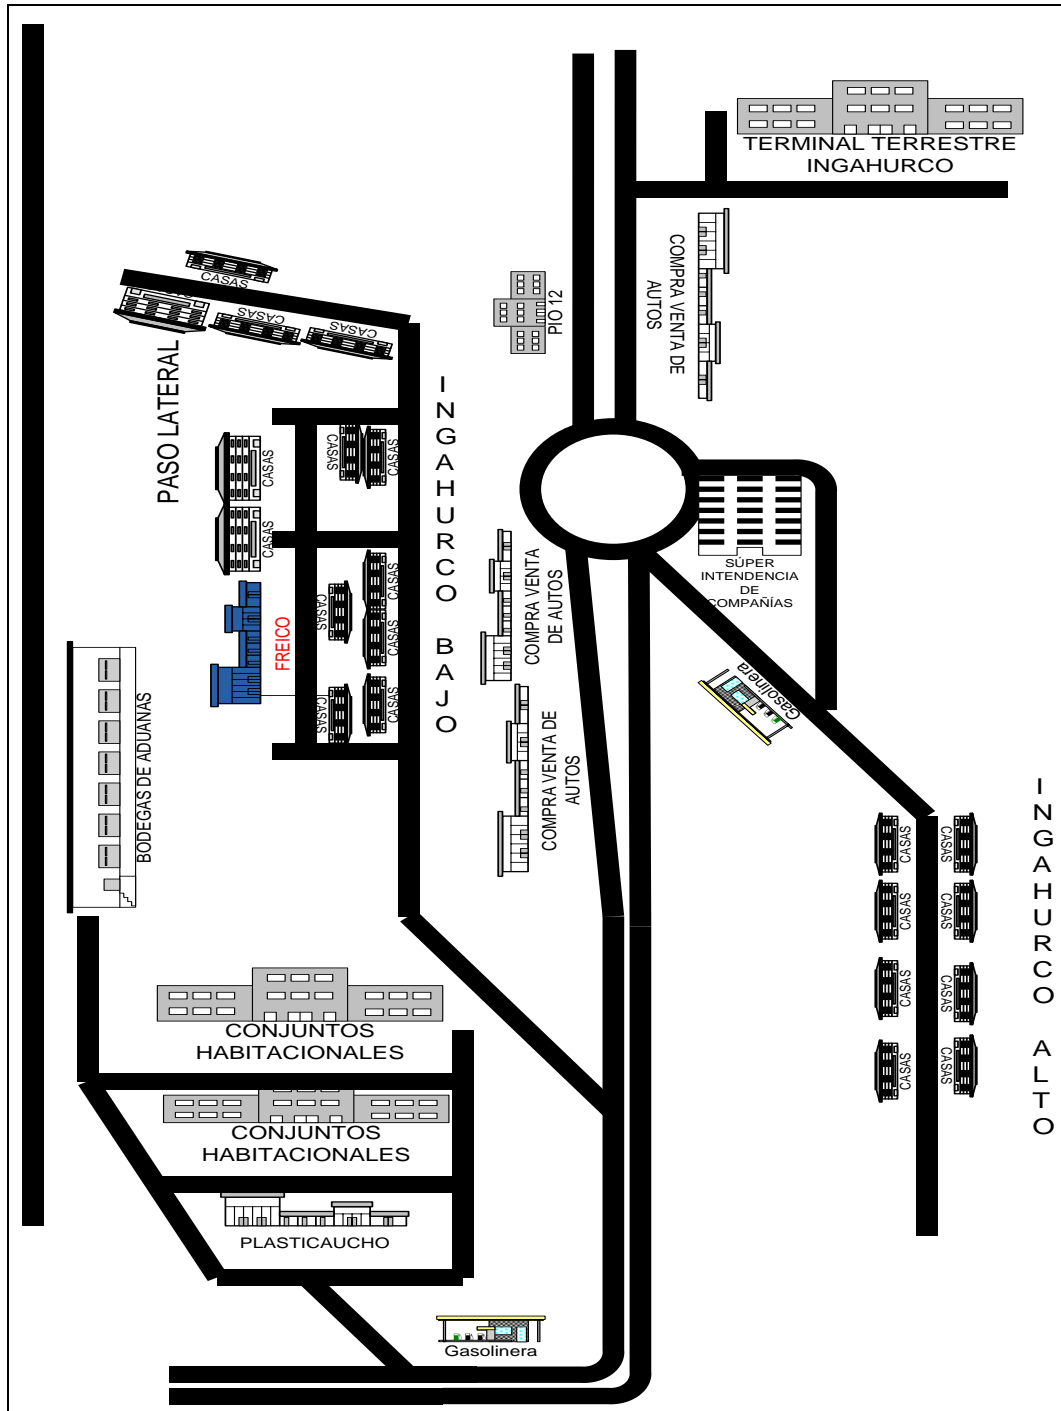 TERMINAL TERRESTRE
INGAHURCO
COMPRA VENTA DE
AUTOS
CASAS
CASAS
CASAS
PIO 12
PASO LATERAL
INGAHURCO BAJO
CASAS
CASAS
CASAS
CASAS
COMPRA VENTA
DE AUTOS
SÚPER
INTENDENCIA
DE
COMPAÑÍAS
CASAS
CASAS
CASAS
FREICO
Gasolinera
CASAS
CASAS
BODEGAS DE ADUANAS
COMPRA VENTA DE
AUTOS
INGAHURCO ALTO
CASAS
CASAS
CASAS
CASAS
CASAS
CASAS
CASAS
CASAS
CONJUNTOS
HABITACIONALES
CONJUNTOS
HABITACIONALES
PLASTICAUCHO
Gasolinera